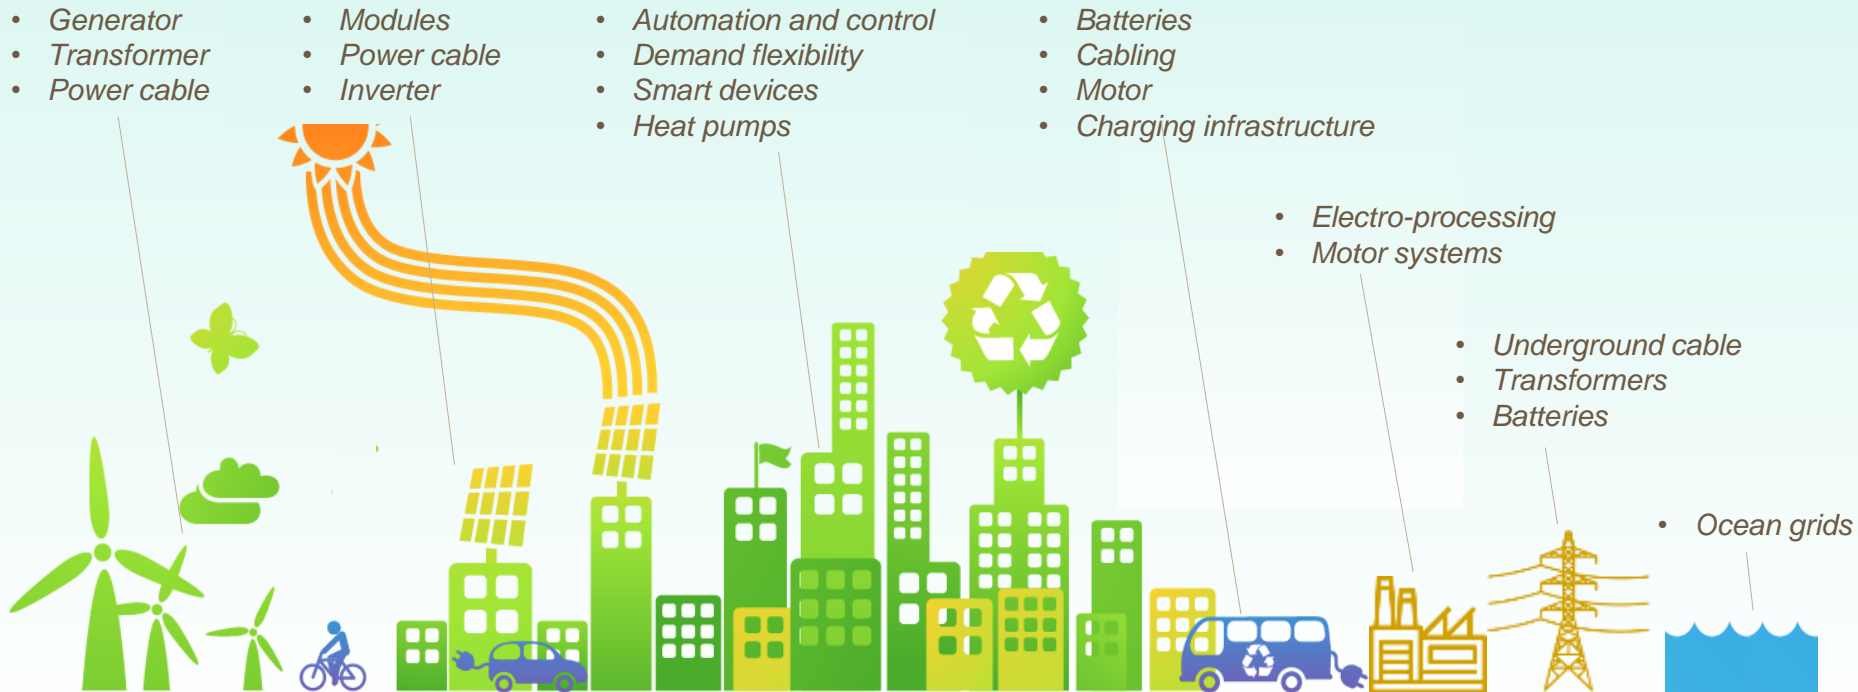 • Generator
• Transformer
• Power cable
• Modules
• Power cable
• Inverter
• Automation and control
• Demand flexibility
• Smart devices
• Heat pumps
• Batteries
• Cabling
• Motor
• Charging infrastructure
• Electro-processing
• Motor systems
• Underground cable
• Transformers
• Batteries
• Ocean grids